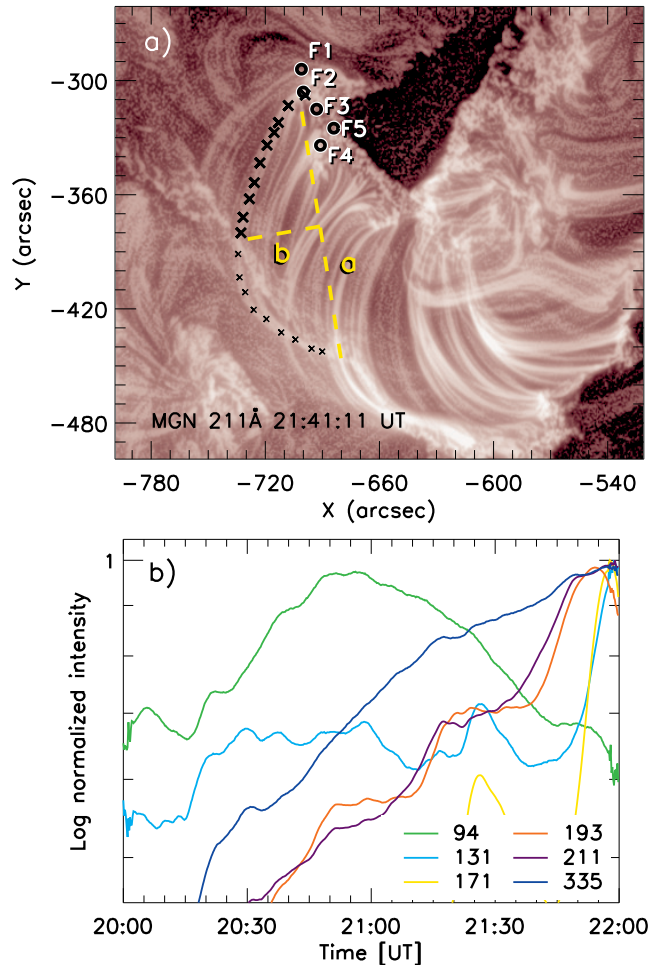 a)
F1
F2
F3
F5
F4
b
a
MGN 211Å 21:41:11 UT
−300
−360
−420
−480
Y (arcsec)
−780 −720 −660 −600 −540
X (arcsec)
b)
1
Log normalized intensity
94 193
131 211
171 335
20:00 20:30 21:00 21:30 22:00
Time [UT]